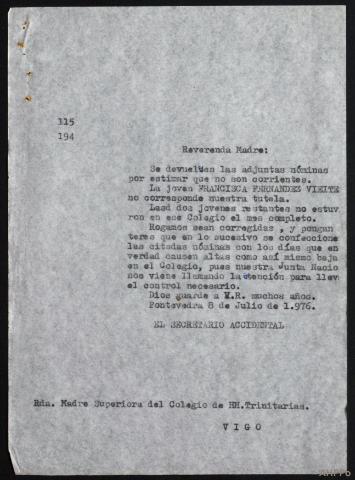 115
194
Reverenda Madre:
Se devuelven las adjuntas nóminas
por estimar que no son corrientes.
La joven FRANCISCA FERNANDEZ VIEITE
no corresponde nuestra tutela.
Lasd dos jovenes restantes no estuv
ron en ese Colegio el mes completo.
Rogamos sean corregidas , y pongan
teres que en lo sucesivo se confeccione
las citadas nóminas con los días que en
verdad causen altas como así mismo baja
en el Colegio, pues nuestra Junta Nacio
nos viene llamando la atención para llev
el control necesario.
Dios guarde a M.R. muchos años.
Pontevedra 8 de Julio de 1.976.
EL SECRETARIO ACCIDENTAL
Rda. Madre Superiora del Colegio de HH.Trinitarias.
VIGO